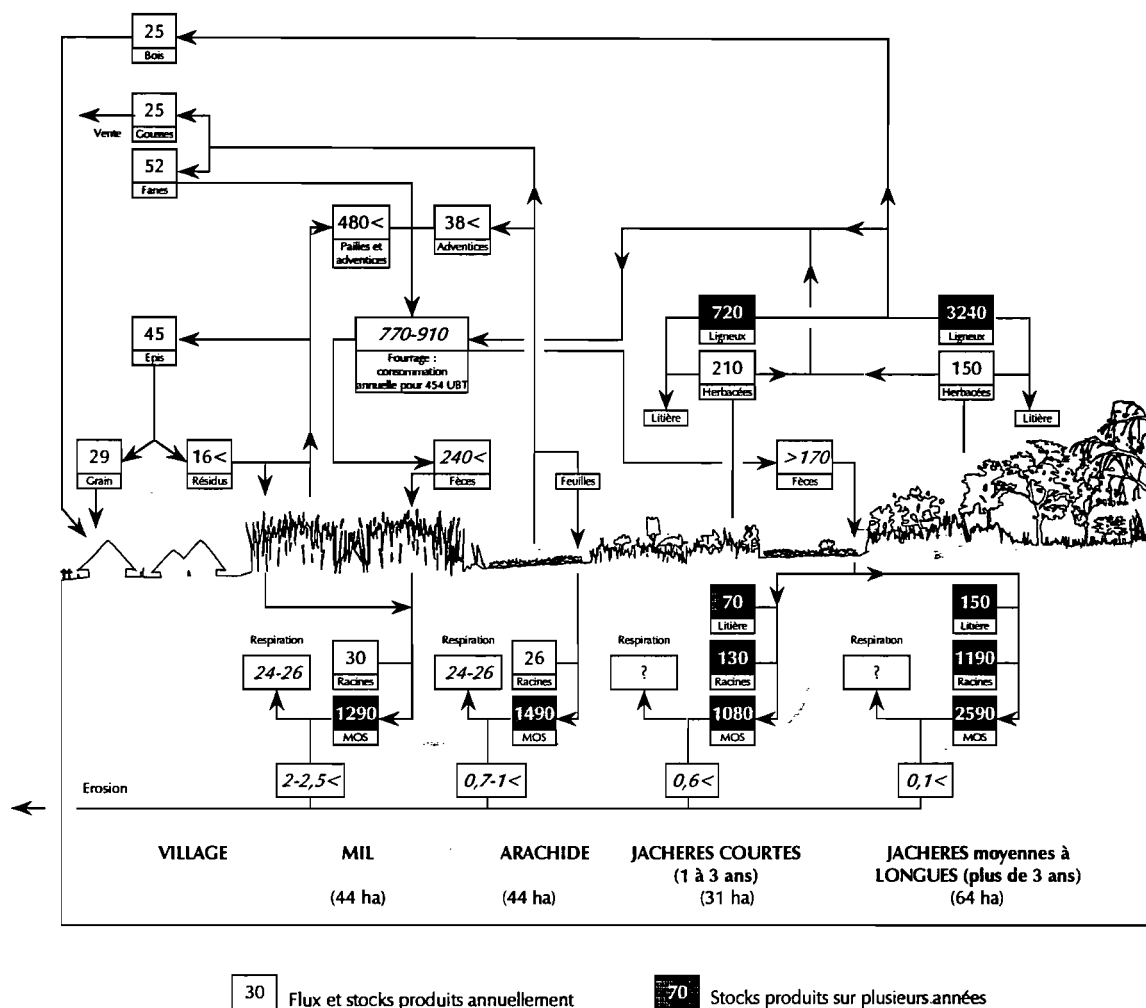 25
Bois
25
Gousses
Vente
52
Fanes
480<
Pailles et
adventices
38<
Adventices
770-910
Fourrage :
consommation
annuelle pour 454 UBT
45
Epis
720
Ligneux
3240
Ligneux
210
Herbacées
150
Herbacées
Litière
Litière
29
Grain
16<
Résidus
240<
Fèces
Feuilles
>170
Fèces
70
Litière
150
Litière
Respiration
24-26
30
Racines
1290
MOS
Respiration
24-26
26
Racines
1490
MOS
Respiration
?
130
Racines
1080
MOS
Respiration
?
1190
Racines
2590
MOS
Erosion
2-2,5<
0,7-1<
0,6<
0,1<
VILLAGE
MIL
(44 ha)
ARACHIDE
(44 ha)
JACHERES COURTES
(1 à 3 ans)
(31 ha)
JACHERES moyennes à
LONGUES (plus de 3 ans)
(64 ha)
30 Flux et stocks produits annuellement
70 Stocks produits sur plusieurs années